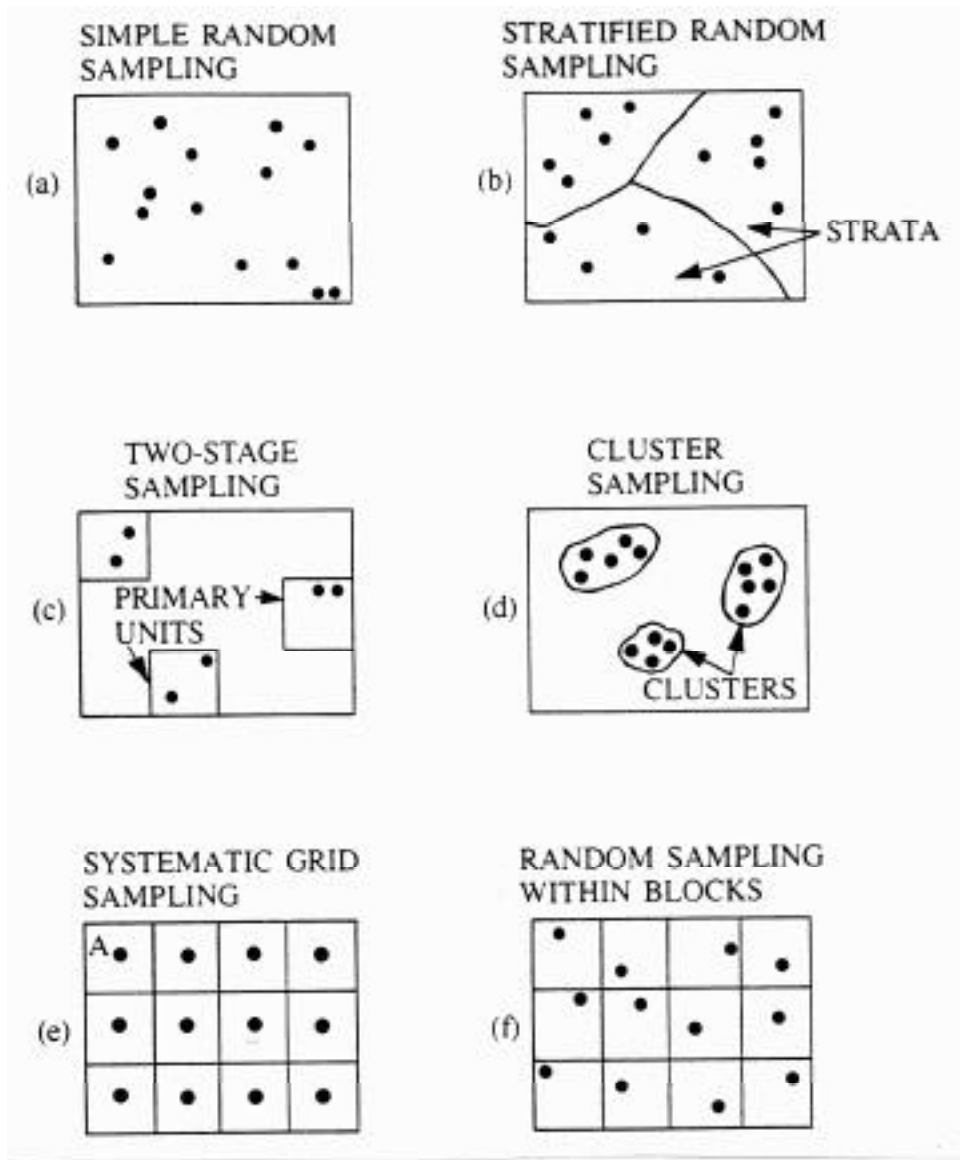 SIMPLE RANDOM
SAMPLING
(a)
STRATIFIED RANDOM
SAMPLING
(b)
STRATA
TWO-STAGE
SAMPLING
(c)
PRIMARY
UNITS
CLUSTER
SAMPLING
(d)
CLUSTERS
SYSTEMATIC GRID
SAMPLING
A
(e)
RANDOM SAMPLING
WITHIN BLOCKS
(f)